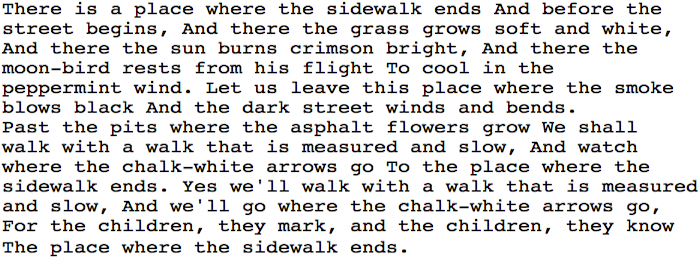 There is a place where the sidewalk ends And before the
street begins, And there the grass grows soft and white,
And there the sun burns crimson bright, And there the
moon-bird rests from his flight To cool in the
peppermint wind. Let us leave this place where the smoke
blows black And the dark street winds and bends.
Past the pits where the asphalt flowers grow We shall
walk with a walk that is measured and slow, And watch
where the chalk-white arrows go To the place where the
sidewalk ends. Yes we'll walk with a walk that is measured
and slow, And we'll go where the chalk-white arrows go,
For the children, they mark, and the children, they know
The place where the sidewalk ends.